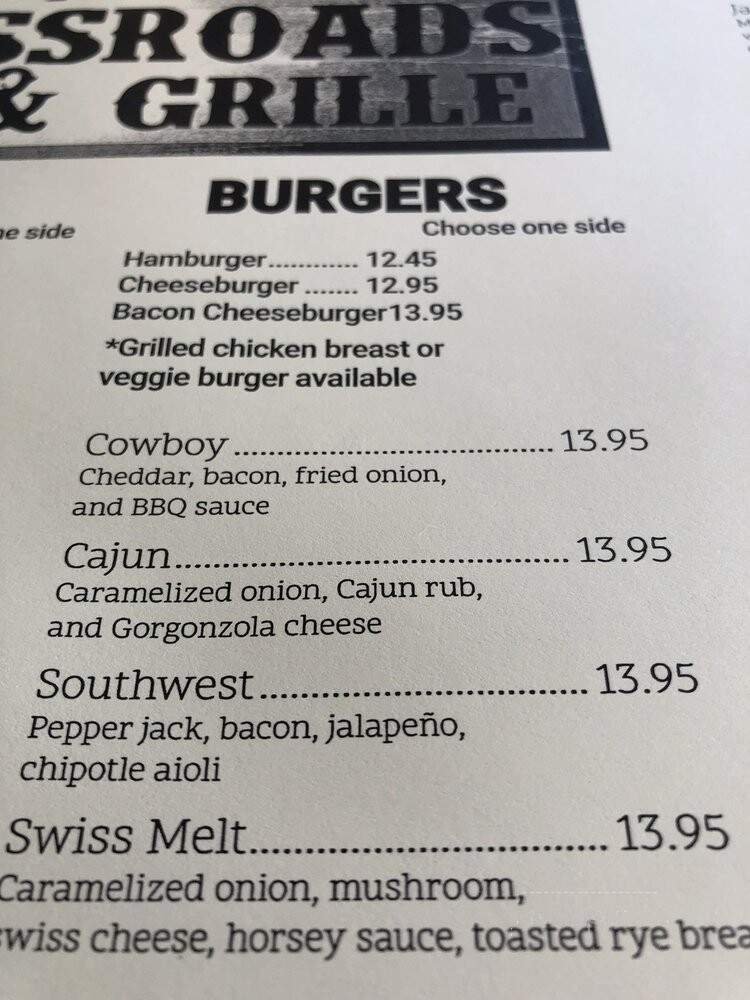 SSROADS
& GRILLE
BURGERS
side
Choose one side
Hamburger............ 12.45
Cheeseburger ....... 12.95
Bacon Cheeseburger13.95
*Grilled chicken breast or
veggie burger available
Cowboy.................................... 13.95
Cheddar, bacon, fried onion,
and BBQ sauce
Cajun........................................ 13.95
Caramelized onion, Cajun rub,
and Gorgonzola cheese
Southwest................................ 13.95
Pepper jack, bacon, jalapeño,
chipotle aioli
Swiss Melt................................ 13.95
Caramelized onion, mushroom,
swiss cheese, horsey sauce, toasted rye brea